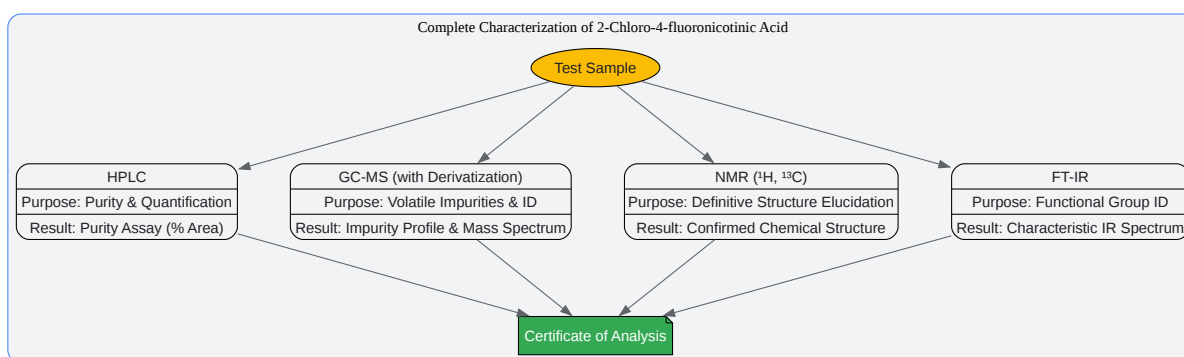 Complete Characterization of 2-Chloro-4-fluoronicotinic Acid
Test Sample
HPLC
Purpose: Purity & Quantification
Result: Purity Assay (% Area)
GC-MS (with Derivatization)
Purpose: Volatile Impurities & ID
Result: Impurity Profile & Mass Spectrum
NMR (¹H, ¹³C)
Purpose: Definitive Structure Elucidation
Result: Confirmed Chemical Structure
FT-IR
Purpose: Functional Group ID
Result: Characteristic IR Spectrum
Certificate of Analysis